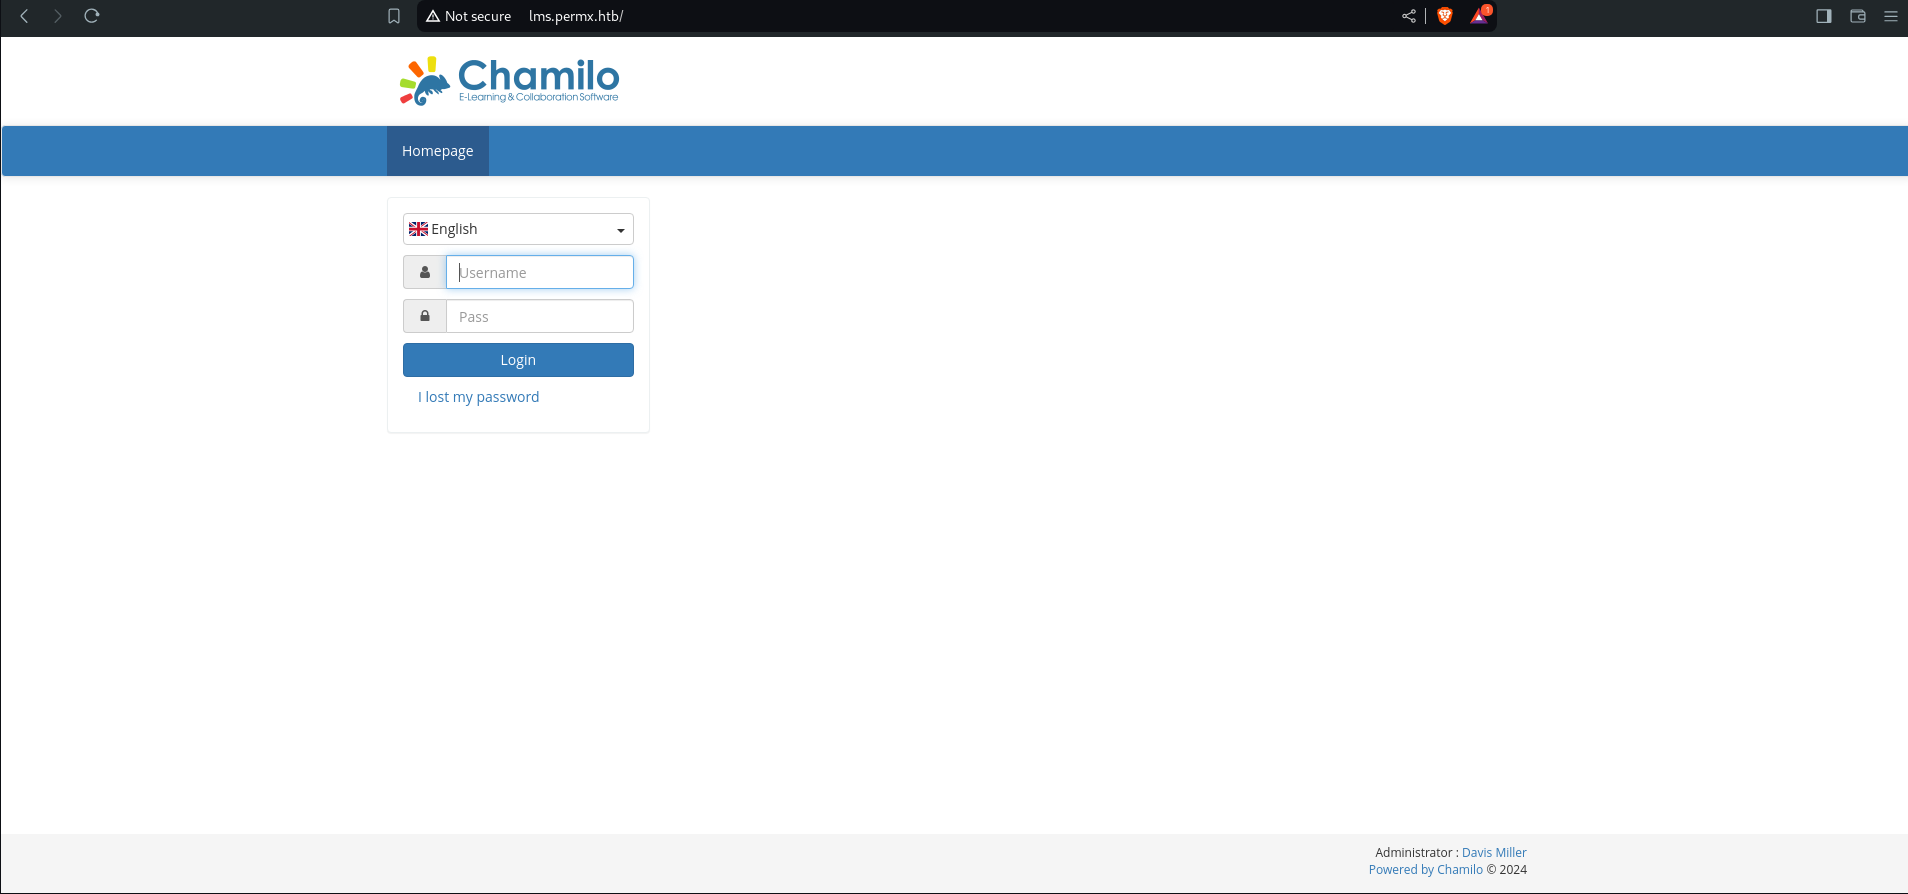 Not secure lms.permx.htb/
1
Chamilo
E-Learning & Collaboration Software
Homepage
English
Username
Pass
Login
I lost my password
Administrator : Davis Miller
Powered by Chamilo © 2024